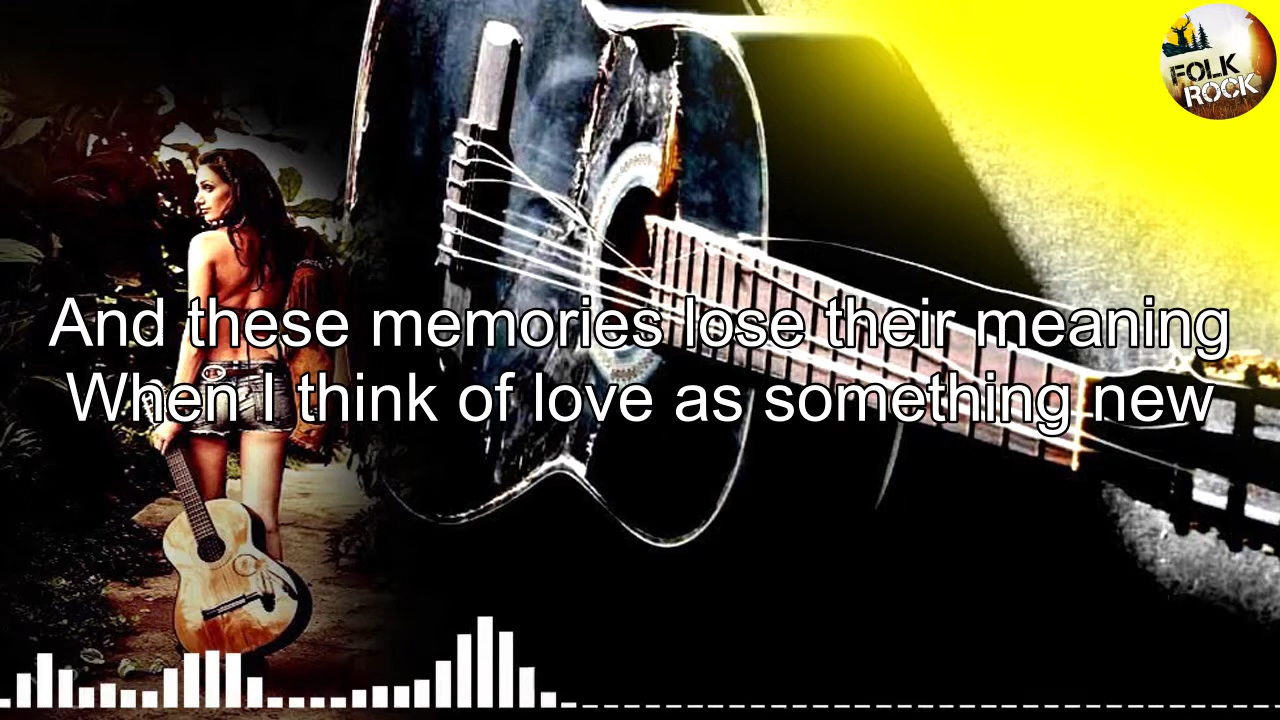 FOLK
ROCK
And these memories lose their meaning
When I think of love as something new